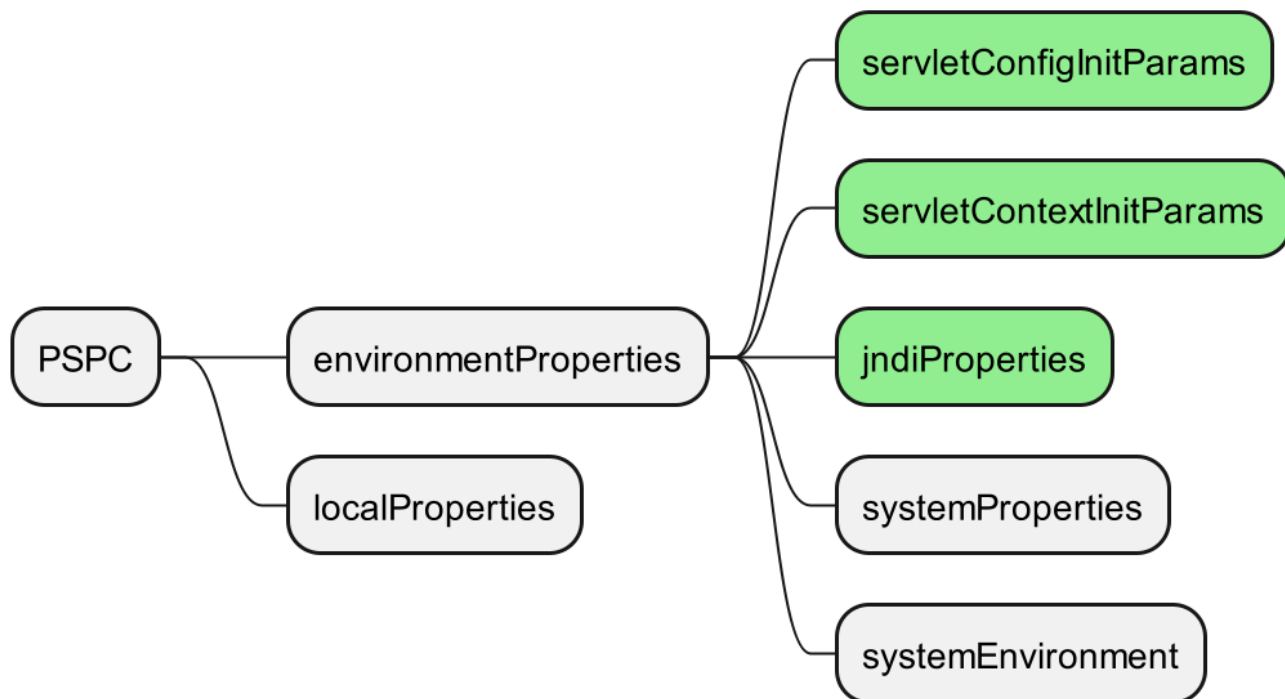 PSPC
environmentProperties
localProperties
servletConfigInitParams
servletContextInitParams
jndiProperties
systemProperties
systemEnvironment